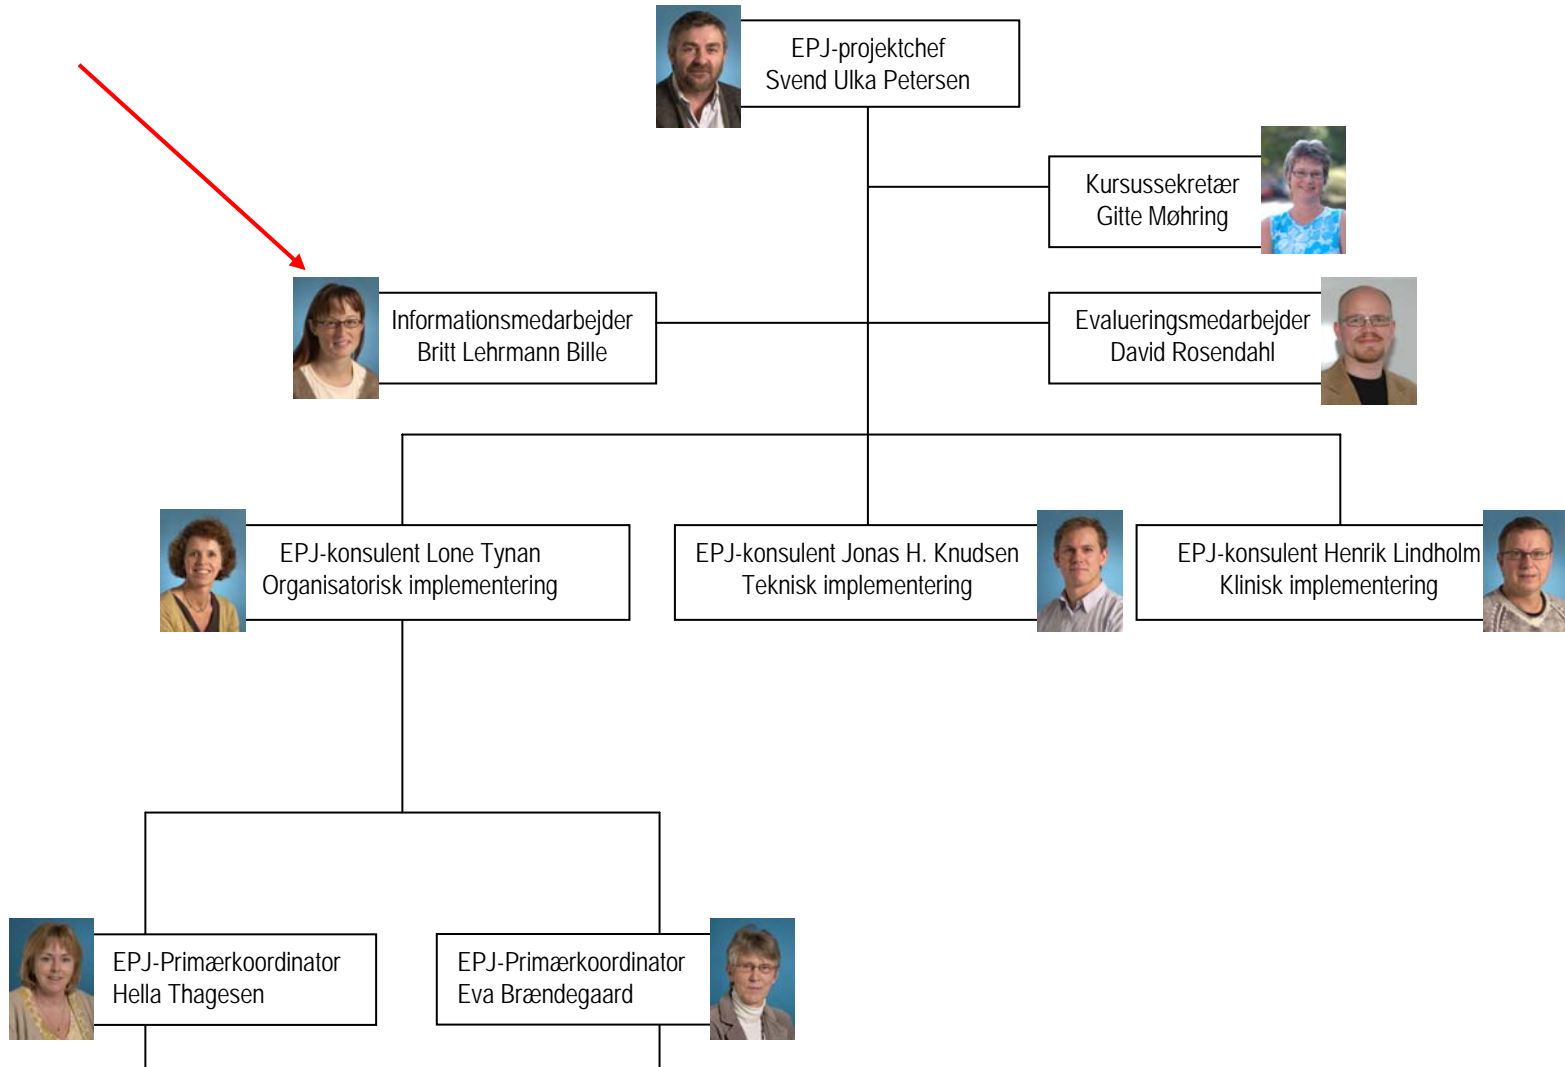 EPJ-projektchef
Svend Ulka Petersen
Kursussekretær
Gitte Møhring
Informationsmedarbejder
Britt Lehrmann Bille
Evalueringsmedarbejder
David Rosendahl
EPJ-konsulent Lone Tynan
Organisatorisk implementering
EPJ-konsulent Jonas H. Knudsen
Teknisk implementering
EPJ-konsulent Henrik Lindholm
Klinisk implementering
EPJ-Primærkoordinator
Hella Thagesen
EPJ-Primærkoordinator
Eva Brændegaard